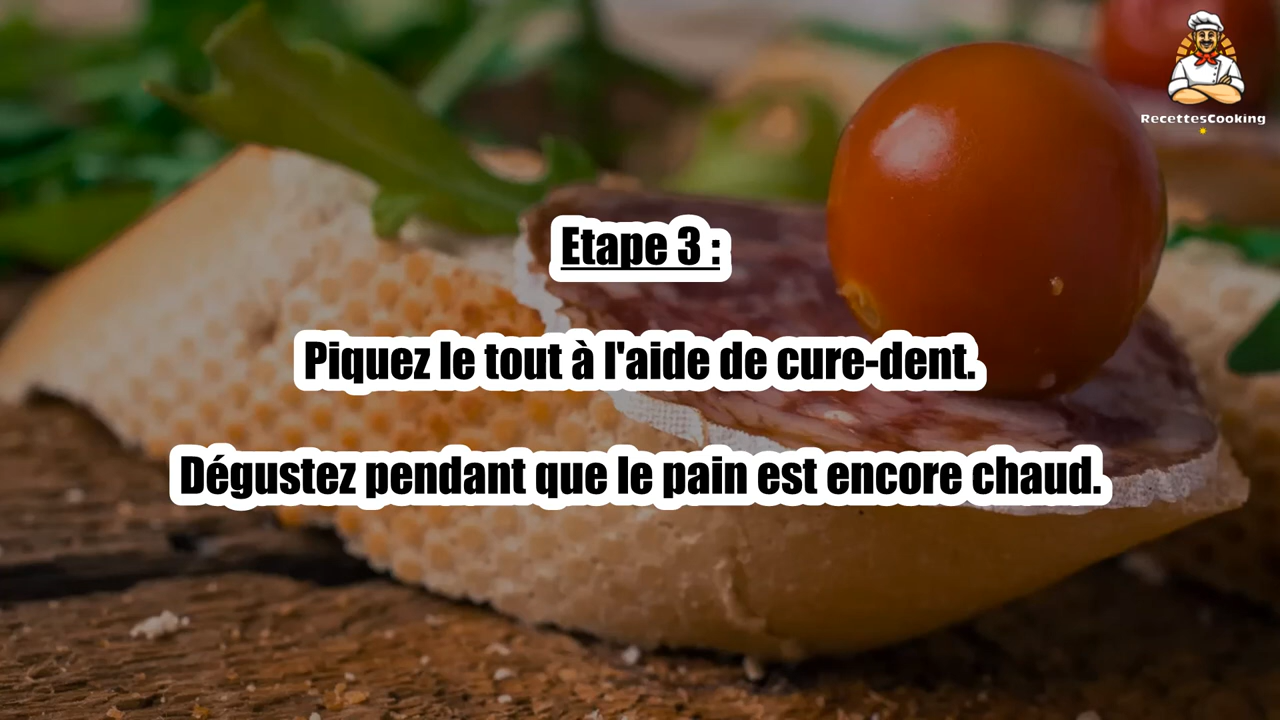 RecettesCooking
Etape 3 :
Piquez le tout à l'aide de cure-dent.
Dégustez pendant que le pain est encore chaud.